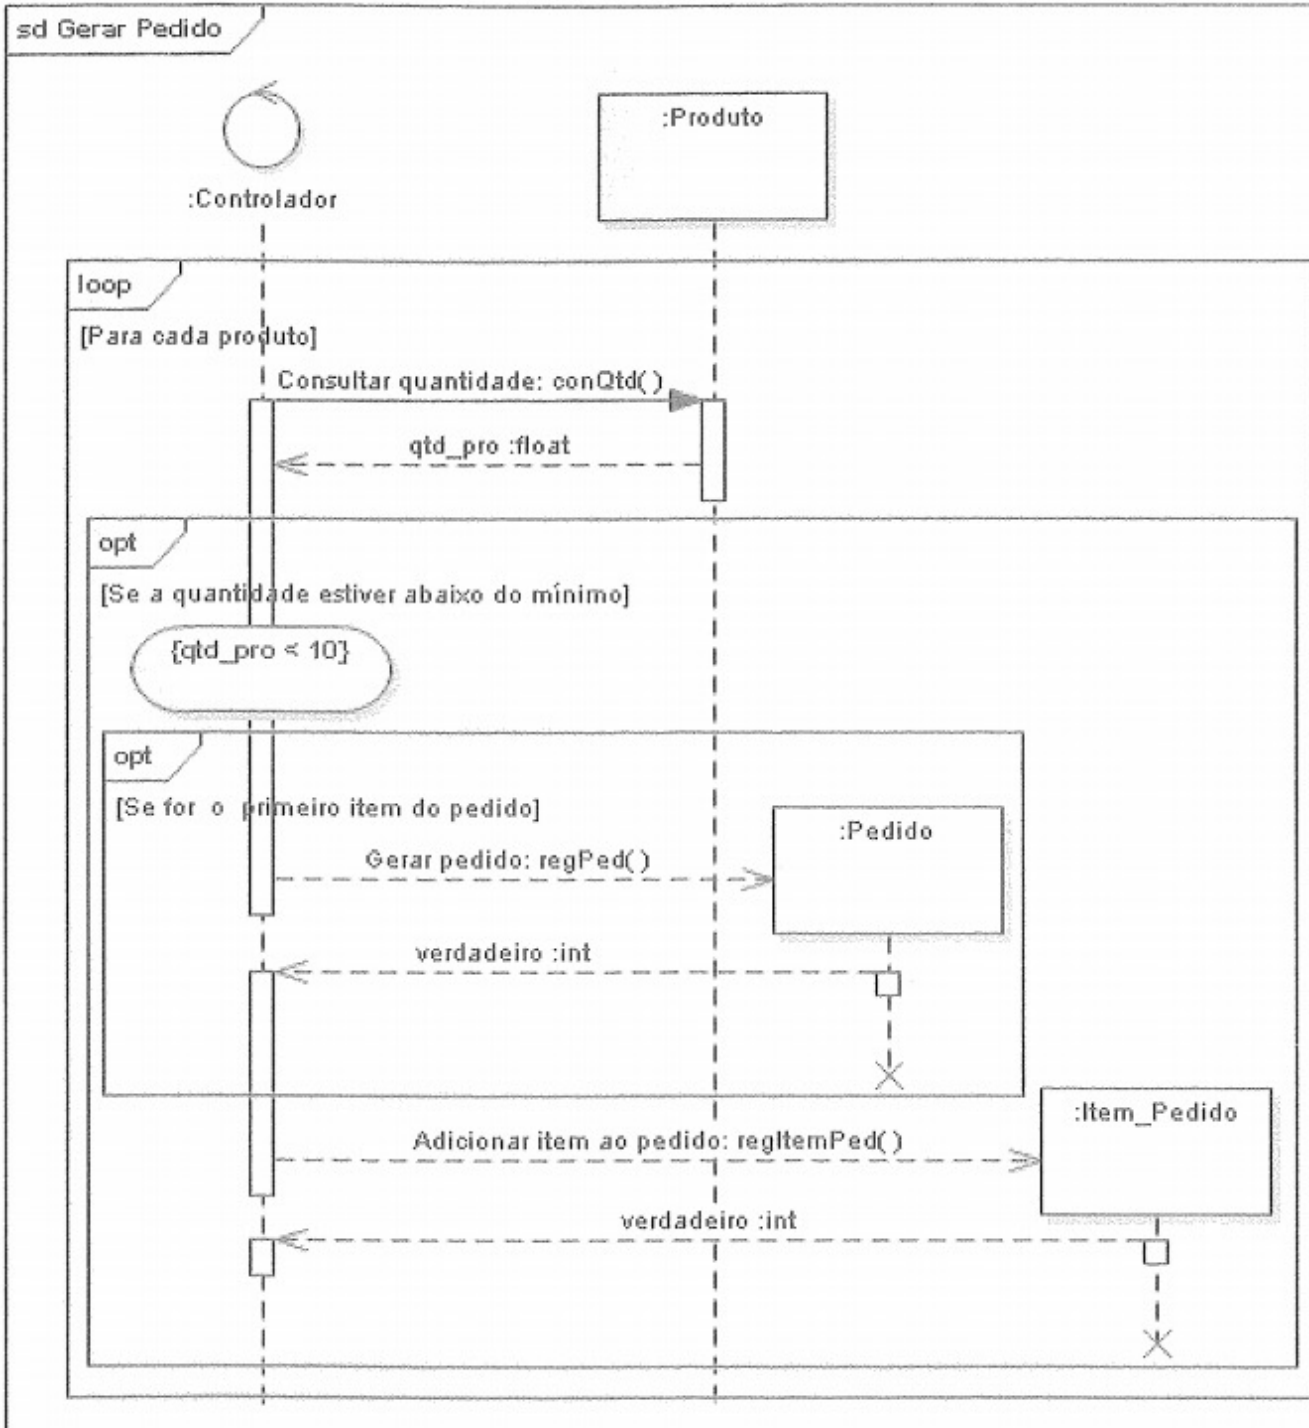 sd Gerar Pedido
:Controlador
:Produto
loop
[Para cada produto]
Consultar quantidade: conQtd( )
qtd_pro :float
opt
[Se a quantidade estiver abaixo do mínimo]
{qtd_pro < 10}
opt
[Se for o primeiro item do pedido]
:Pedido
Gerar pedido: regPed( )
verdadeiro :int
:Item_Pedido
Adicionar item ao pedido: regItemPed( )
verdadeiro :int